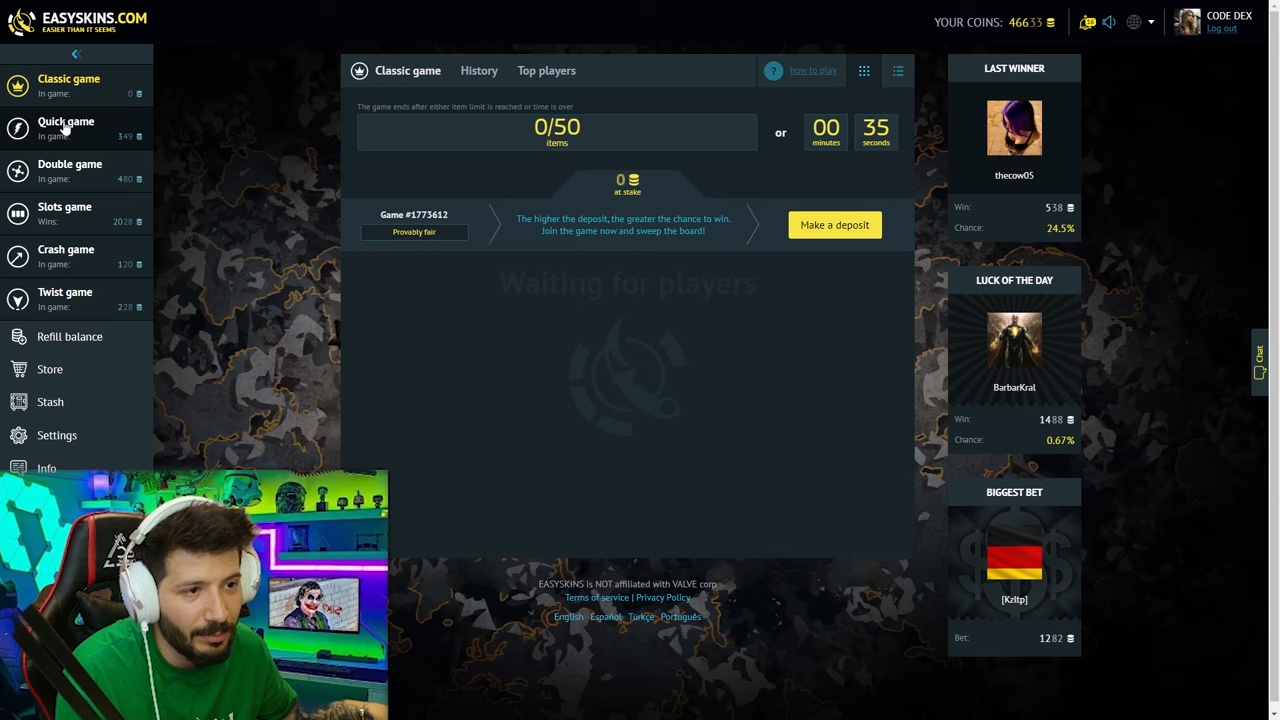 EASYSKINS.COM
EASIER THAN IT SEEMS
YOUR COINS: 46633
CODE DEX
Log out
Classic game
In game: 0
Quick game
In game: 349
Double game
In game: 480
Slots game
Wins: 2028
Crash game
In game: 120
Twist game
In game: 228
Refill balance
Store
Stash
Settings
Info
Classic game History Top players
? how to play
The game ends after either item limit is reached or time is over
0/50
items
or
00
minutes
35
seconds
0
at stake
Game #1773612
Provably fair
The higher the deposit, the greater the chance to win.
Join the game now and sweep the board!
Make a deposit
Waiting for players
EASYSKINS is NOT affiliated with VALVE corp
Terms of service | Privacy Policy
English Español Türkçe Português
LAST WINNER
thecow05
Win: 538
Chance: 24.5%
LUCK OF THE DAY
BarbarKral
Win: 1488
Chance: 0.67%
BIGGEST BET
[Kzltp]
Bet: 1282
Chat